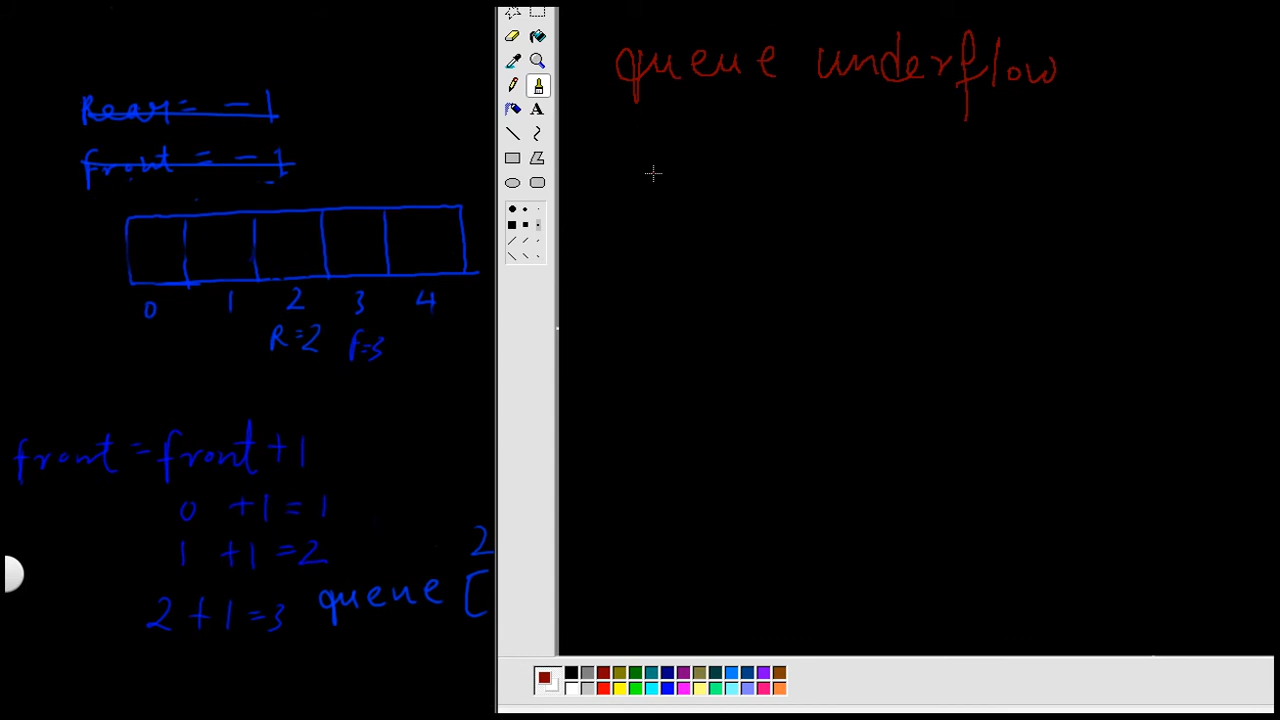 Rear = -1
front = -1
0 1 2 3 4
R=2 f=3
front = front+1
0 +1 = 1
1 +1 =2
2 +1 =3
2
queue [
queue underflow
A